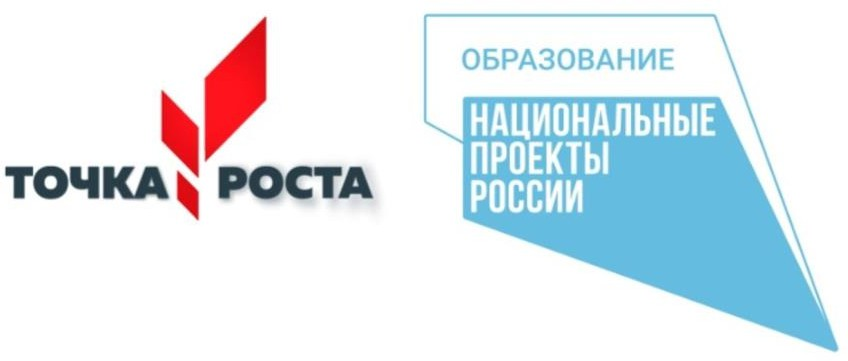 ТОЧКА РОСТА
ОБРАЗОВАНИЕ
НАЦИОНАЛЬНЫЕ
ПРОЕКТЫ
РОССИИ